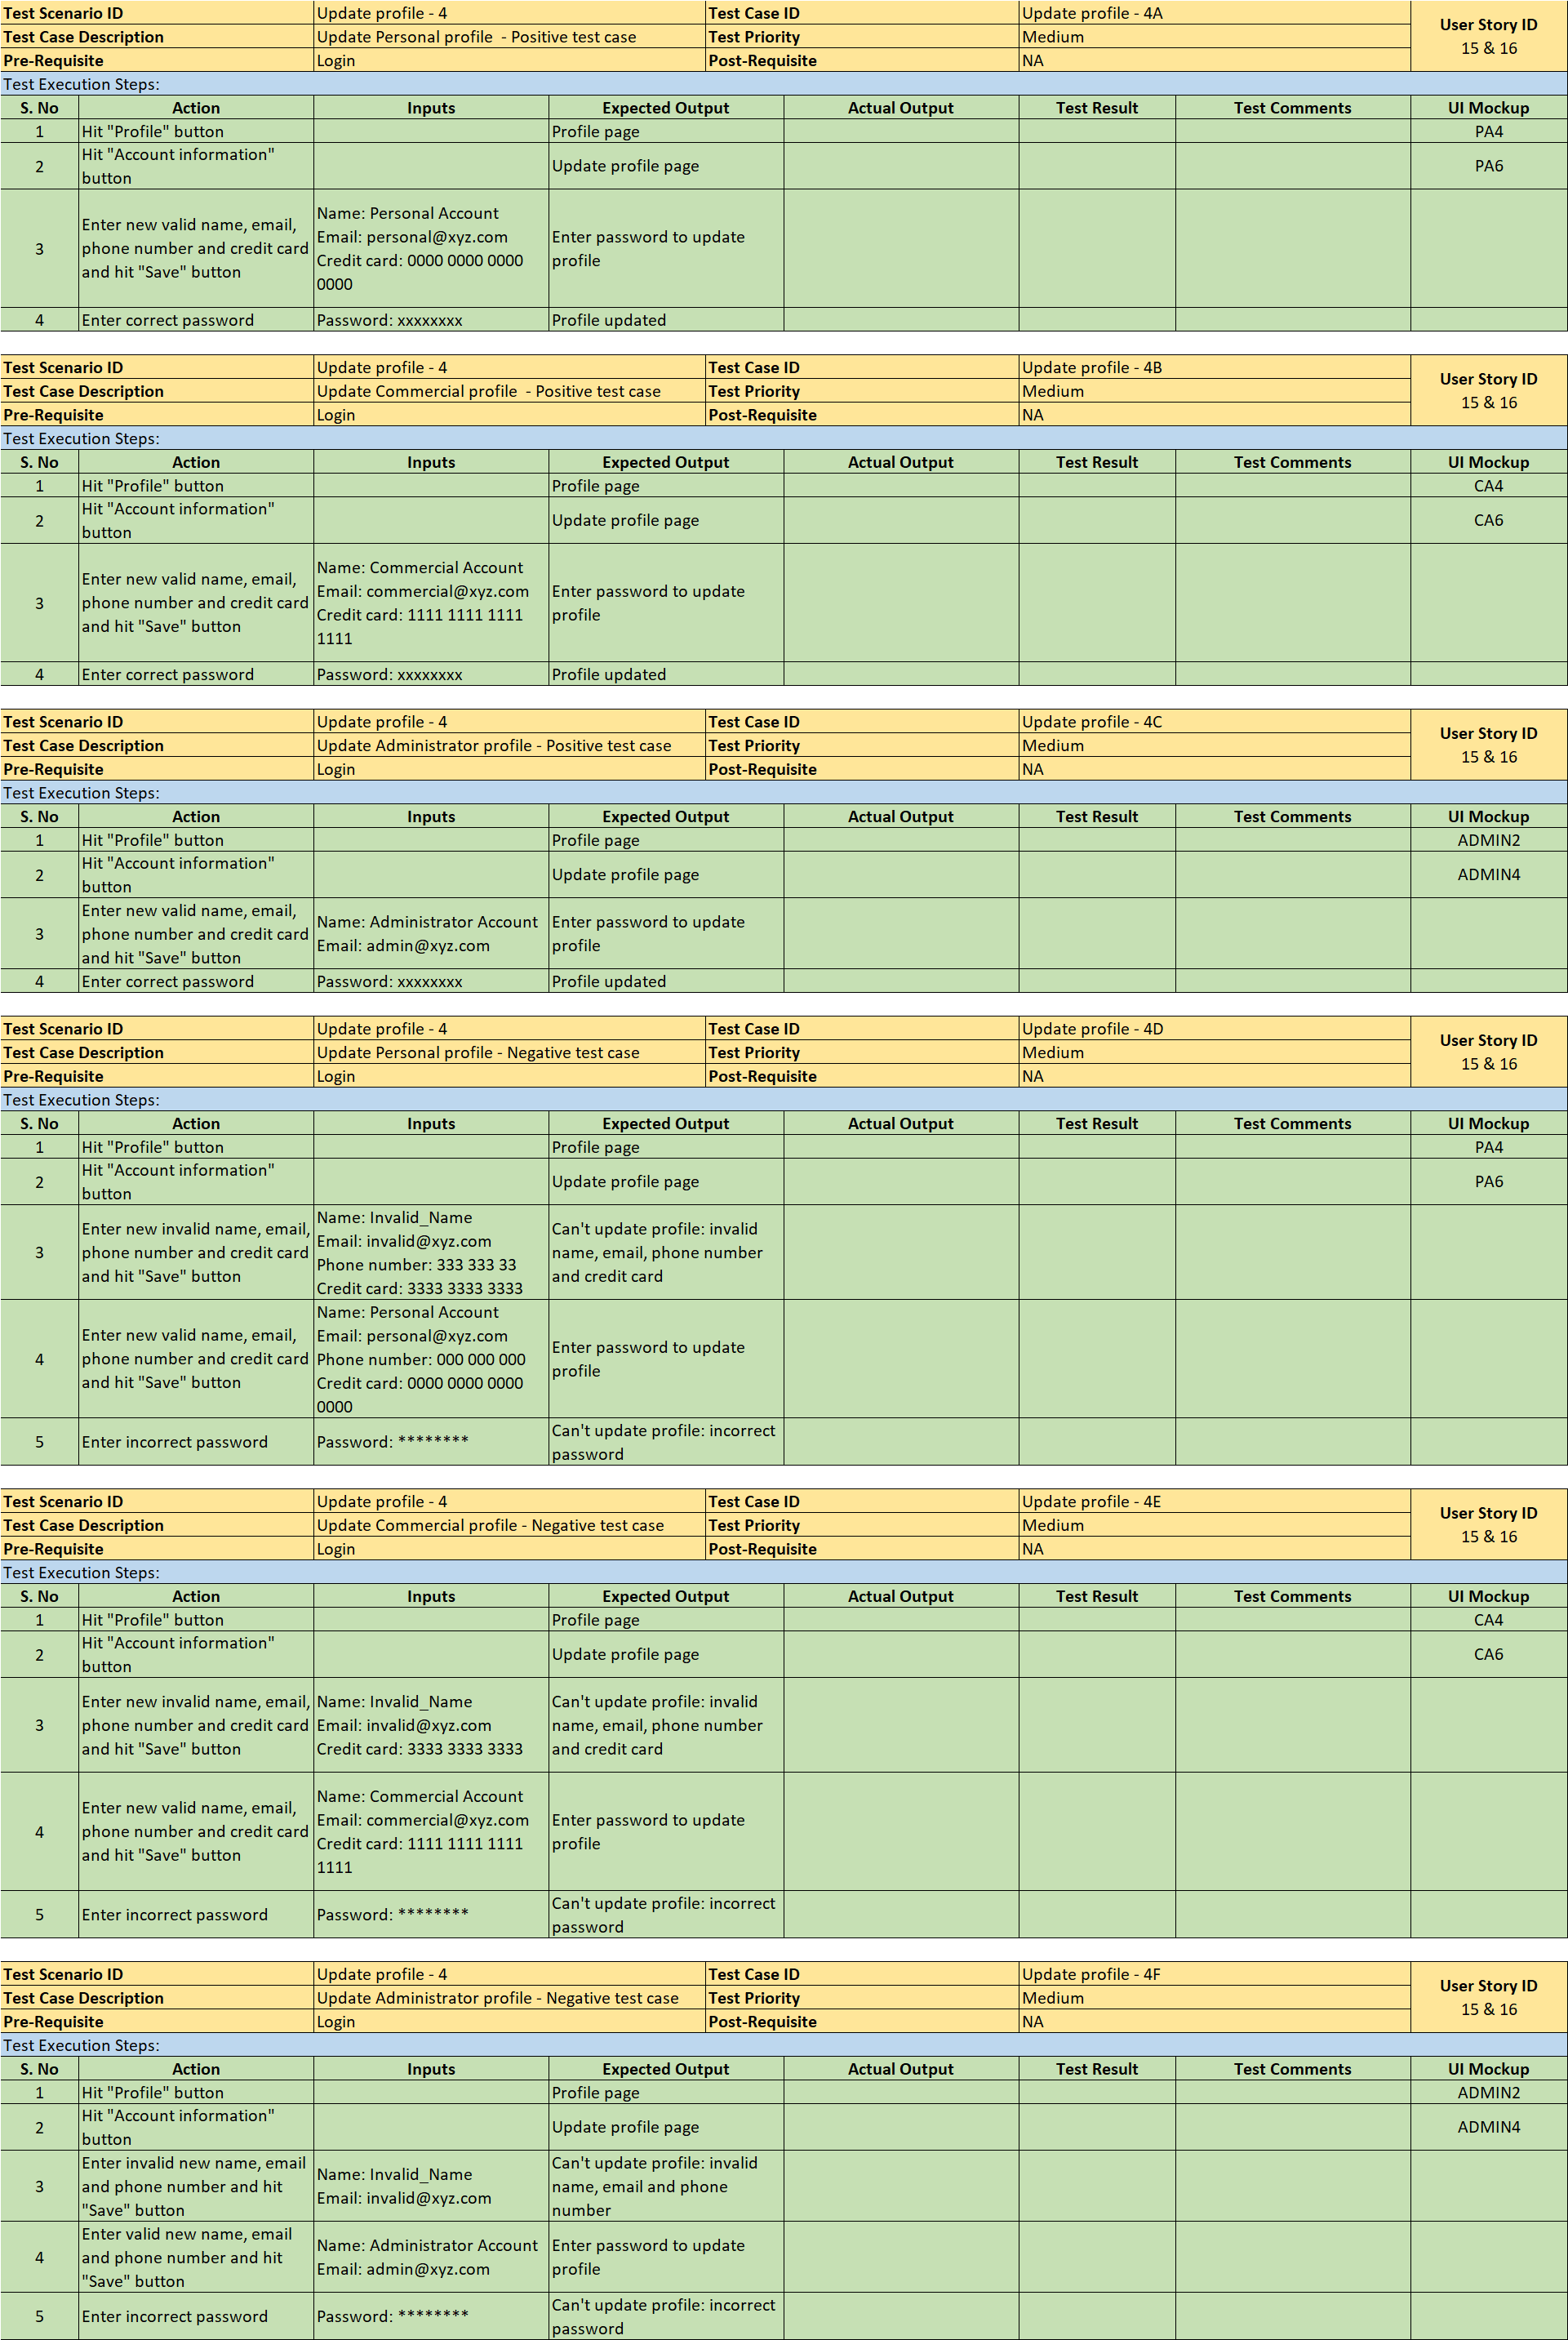 Test Scenario ID Update profile - 4 Test Case ID Update profile - 4A User Story ID
Test Case Description Update Personal profile  - Positive test case Test Priority Medium 15 & 16
Pre-Requisite Login Post-Requisite NA
Test Execution Steps:
S. No Action Inputs Expected Output Actual Output Test Result Test Comments UI Mockup
1 Hit "Profile" button Profile page PA4
2 Hit "Account information"
button Update profile page PA6
3 Enter new valid name, email,
phone number and credit card
and hit "Save" button
Name: Personal Account
Email: personal@xyz.com
Credit card: 0000 0000 0000
0000
Enter password to update
profile
4 Enter correct password Password: xxxxxxxx Profile updated
Test Scenario ID Update profile - 4 Test Case ID Update profile - 4B User Story ID
Test Case Description Update Commercial profile  - Positive test case Test Priority Medium 15 & 16
Pre-Requisite Login Post-Requisite NA
Test Execution Steps:
S. No Action Inputs Expected Output Actual Output Test Result Test Comments UI Mockup
1 Hit "Profile" button Profile page CA4
2 Hit "Account information"
button Update profile page CA6
3 Enter new valid name, email,
phone number and credit card
and hit "Save" button
Name: Commercial Account
Email: commercial@xyz.com
Credit card: 1111 1111 1111
1111
Enter password to update
profile
4 Enter correct password Password: xxxxxxxx Profile updated
Test Scenario ID Update profile - 4 Test Case ID Update profile - 4C User Story ID
Test Case Description Update Administrator profile - Positive test case Test Priority Medium 15 & 16
Pre-Requisite Login Post-Requisite NA
Test Execution Steps:
S. No Action Inputs Expected Output Actual Output Test Result Test Comments UI Mockup
1 Hit "Profile" button Profile page ADMIN2
2 Hit "Account information"
button Update profile page ADMIN4
3 Enter new valid name, email,
phone number and credit card
and hit "Save" button
Name: Administrator Account
Email: admin@xyz.com
Enter password to update
profile
4 Enter correct password Password: xxxxxxxx Profile updated
Test Scenario ID Update profile - 4 Test Case ID Update profile - 4D User Story ID
Test Case Description Update Personal profile - Negative test case Test Priority Medium 15 & 16
Pre-Requisite Login Post-Requisite NA
Test Execution Steps:
S. No Action Inputs Expected Output Actual Output Test Result Test Comments UI Mockup
1 Hit "Profile" button Profile page PA4
2 Hit "Account information"
button Update profile page PA6
3 Enter new invalid name, email,
phone number and credit card
and hit "Save" button
Name: Invalid_Name
Email: invalid@xyz.com
Phone number: 333 333 33
Credit card: 3333 3333 3333
Can't update profile: invalid
name, email, phone number
and credit card
4 Enter new valid name, email,
phone number and credit card
and hit "Save" button
Name: Personal Account
Email: personal@xyz.com
Phone number: 000 000 000
Credit card: 0000 0000 0000
0000
Enter password to update
profile
5 Enter incorrect password Password: ********
Can't update profile: incorrect
password
Test Scenario ID Update profile - 4 Test Case ID Update profile - 4E User Story ID
Test Case Description Update Commercial profile - Negative test case Test Priority Medium 15 & 16
Pre-Requisite Login Post-Requisite NA
Test Execution Steps:
S. No Action Inputs Expected Output Actual Output Test Result Test Comments UI Mockup
1 Hit "Profile" button Profile page CA4
2 Hit "Account information"
button Update profile page CA6
3 Enter new invalid name, email,
phone number and credit card
and hit "Save" button
Name: Invalid_Name
Email: invalid@xyz.com
Credit card: 3333 3333 3333
Can't update profile: invalid
name, email, phone number
and credit card
4 Enter new valid name, email,
phone number and credit card
and hit "Save" button
Name: Commercial Account
Email: commercial@xyz.com
Credit card: 1111 1111 1111
1111
Enter password to update
profile
5 Enter incorrect password Password: ********
Can't update profile: incorrect
password
Test Scenario ID Update profile - 4 Test Case ID Update profile - 4F User Story ID
Test Case Description Update Administrator profile - Negative test case Test Priority Medium 15 & 16
Pre-Requisite Login Post-Requisite NA
Test Execution Steps:
S. No Action Inputs Expected Output Actual Output Test Result Test Comments UI Mockup
1 Hit "Profile" button Profile page ADMIN2
2 Hit "Account information"
button Update profile page ADMIN4
3 Enter invalid new name, email
and phone number and hit
"Save" button
Name: Invalid_Name
Email: invalid@xyz.com
Can't update profile: invalid
name, email and phone
number
4 Enter valid new name, email
and phone number and hit
"Save" button
Name: Administrator Account
Email: admin@xyz.com
Enter password to update
profile
5 Enter incorrect password Password: ********
Can't update profile: incorrect
password